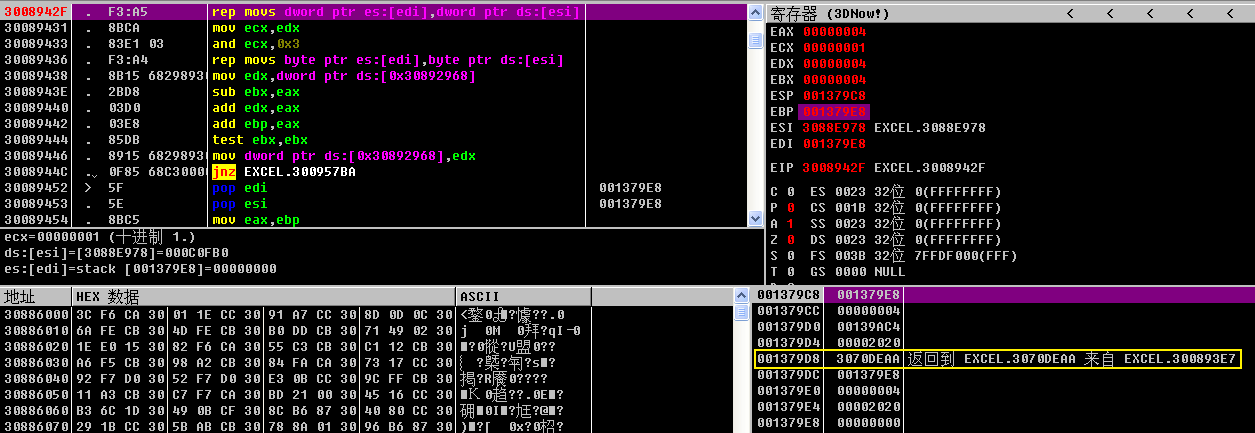 3008942F . F3:A5 rep movs dword ptr es:[edi],dword ptr ds:[esi]
30089431 . 8BCA mov ecx,edx
30089433 . 83E1 03 and ecx,0x3
30089436 . F3:A4 rep movs byte ptr es:[edi],byte ptr ds:[esi]
30089438 . 8B15 6829893 mov edx,dword ptr ds:[0x30892968]
3008943E . 2BD8 sub ebx,eax
30089440 . 03D0 add edx,eax
30089442 . 03E8 add ebp,eax
30089444 . 85DB test ebx,ebx
30089446 . 8915 6829893 mov dword ptr ds:[0x30892968],edx
3008944C .v 0F85 68C30000 jnz EXCEL.300957BA
30089452 > 5F pop edi 001379E8
30089453 . 5E pop esi 001379E8
30089454 . 8BC5 mov eax,ebp
ecx=00000001 (十进制 1.)
ds:[esi]=[3088E978]=000C0FB0
es:[edi]=stack [001379E8]=00000000
寄存器 (3DNow!) < < < < <
EAX 00000004
ECX 00000001
EDX 00000004
EBX 00000004
ESP 001379C8
EBP 001379E8
ESI 3088E978 EXCEL.3088E978
EDI 001379E8
EIP 3008942F EXCEL.3008942F
C 0 ES 0023 32位 0(FFFFFFFF)
P 0 CS 001B 32位 0(FFFFFFFF)
A 1 SS 0023 32位 0(FFFFFFFF)
Z 0 DS 0023 32位 0(FFFFFFFF)
S 0 FS 003B 32位 7FFDF000(FFF)
T 0 GS 0000 NULL
地址 HEX 数据 ASCII
30886000 3C F6 CA 30 01 1E CC 30 91 A7 CC 30 8D 0D 0C 30
30886010 6A FE CB 30 4D FE CB 30 B0 DD CB 30 71 49 02 30
30886020 1E E0 15 30 82 F6 CA 30 55 C3 CB 30 C1 12 CB 30
30886030 A6 F5 CB 30 98 A2 CB 30 84 FA CA 30 73 17 CC 30
30886040 92 F7 D0 30 52 F7 D0 30 E3 0B CC 30 9C FF CB 30
30886050 11 A3 CB 30 C7 F7 CA 30 BD 21 00 30 45 16 CC 30
30886060 B3 6C 1D 30 49 0B CF 30 8C B6 87 30 40 80 CC 30
30886070 29 1B CC 30 5B AB CB 30 78 8A 01 30 96 B6 87 30
001379C8 001379E8
001379CC 00000004
001379D0 00139AC4
001379D4 00002020
001379D8 3070DEAA 返回到 EXCEL.3070DEAA 来自 EXCEL.300893E7
001379DC 001379E8
001379E0 00000004
001379E4 00002020
001379E8 00000000